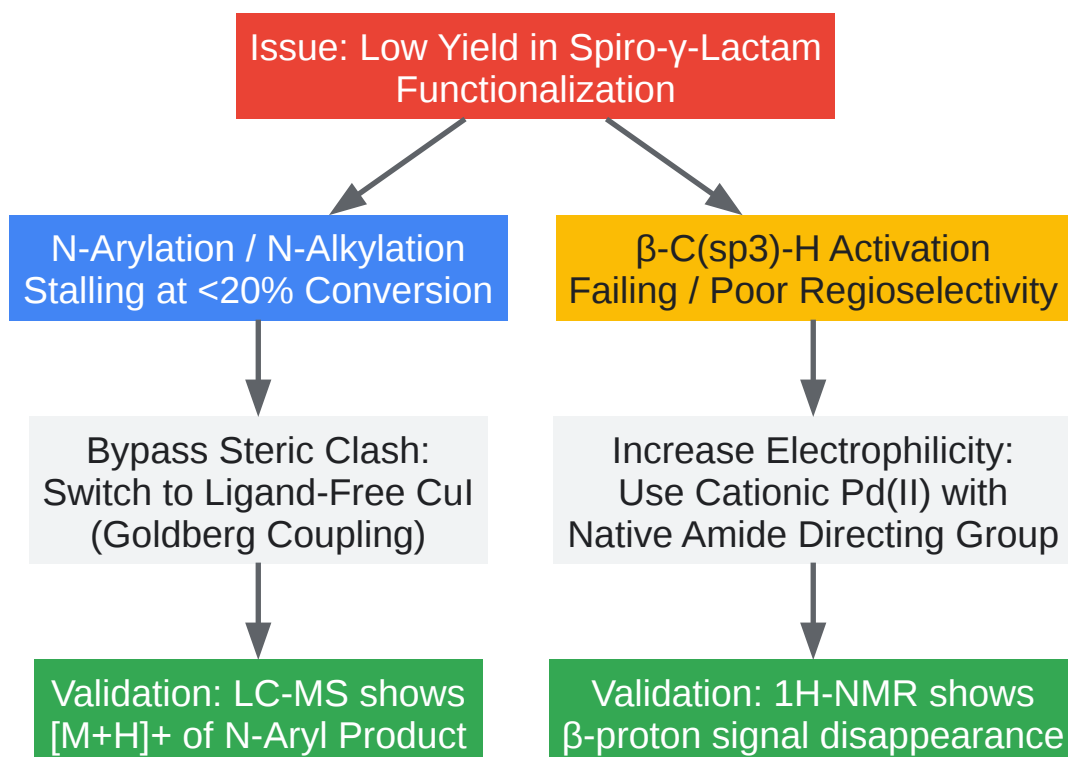 Issue: Low Yield in Spiro-γ-Lactam
Functionalization
N-Arylation / N-Alkylation
Stalling at <20% Conversion
β-C(sp3)-H Activation
Failing / Poor Regioselectivity
Bypass Steric Clash:
Switch to Ligand-Free CuI
(Goldberg Coupling)
Increase Electrophilicity:
Use Cationic Pd(II) with
Native Amide Directing Group
Validation: LC-MS shows
[M+H]+ of N-Aryl Product
Validation: 1H-NMR shows
β-proton signal disappearance